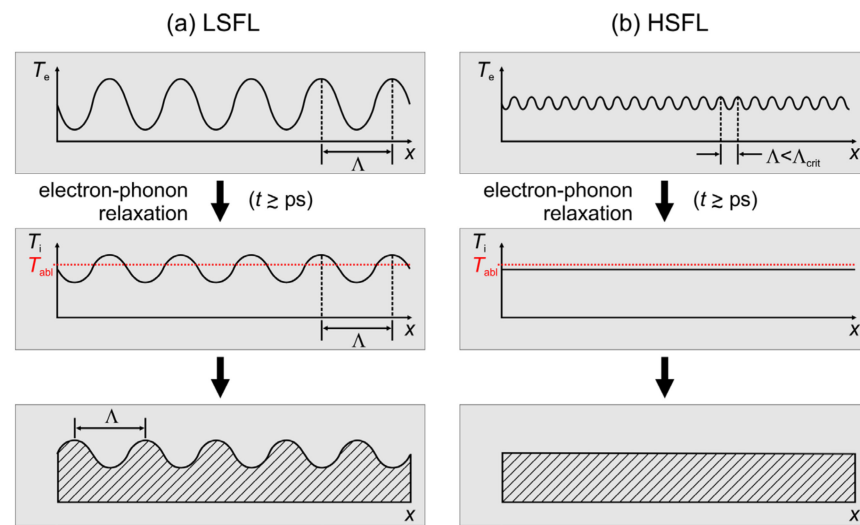 (a) LSFL
(b) HSFL
Tₑ
Λ
x
Tₑ
Λ<Λcrit
x
electron-phonon
relaxation
(t ≳ ps)
electron-phonon
relaxation
(t ≳ ps)
Tᵢ
Tabl
Λ
x
Tᵢ
Tabl
x
Λ
x
x